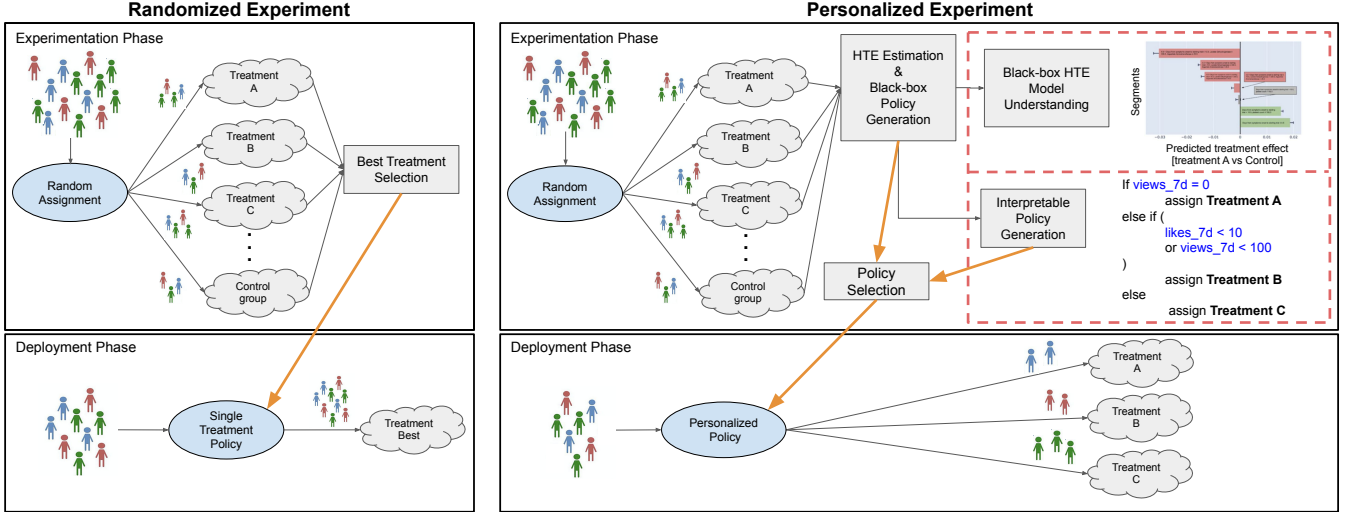 Randomized Experiment
Experimentation Phase
Treatment
A
Treatment
B
Treatment
C
Control
group
Random
Assignment
Best Treatment
Selection
Deployment Phase
Single
Treatment
Policy
Treatment
Best
Personalized Experiment
Experimentation Phase
Treatment
A
Treatment
B
Treatment
C
Control
group
Random
Assignment
HTE Estimation
&
Black-box
Policy
Generation
Black-box HTE
Model
Understanding
Segments
Predicted treatment effect
[treatment A vs Control]
Interpretable
Policy
Generation
Policy
Selection
If views_7d = 0
assign Treatment A
else if (
likes_7d < 10
or views_7d < 100
)
assign Treatment B
else
assign Treatment C
Deployment Phase
Personalized
Policy
Treatment
A
Treatment
B
Treatment
C